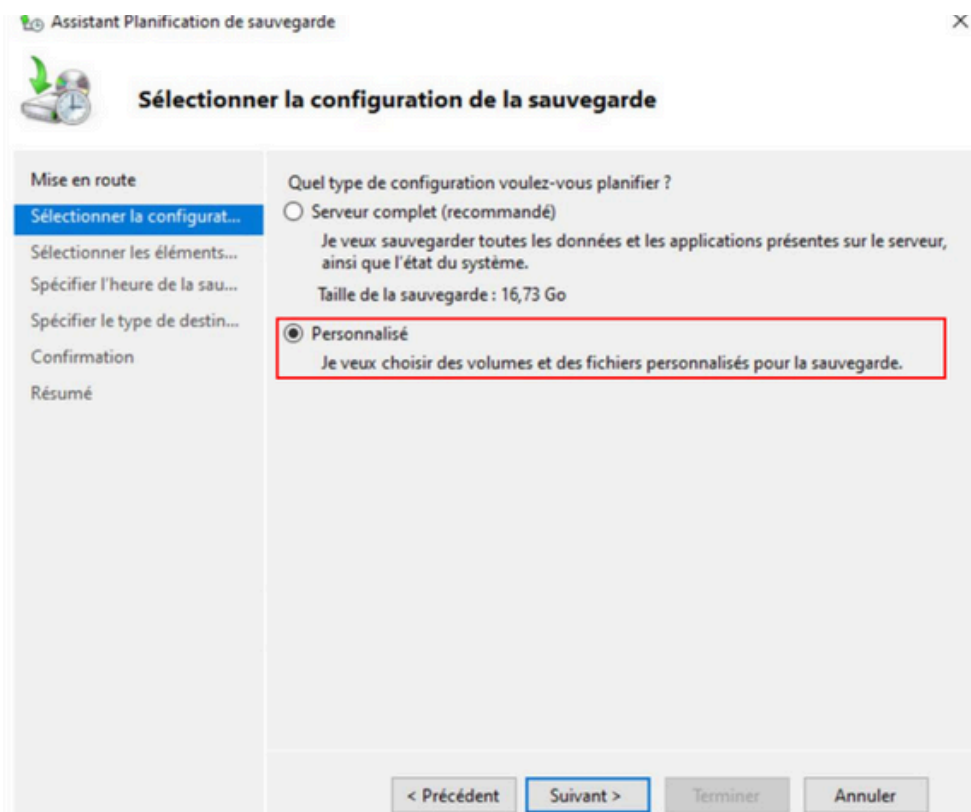 Assistant Planification de sauvegarde
Sélectionner la configuration de la sauvegarde
Mise en route
Sélectionner la configurat...
Sélectionner les éléments...
Spécifier l'heure de la sau...
Spécifier le type de destin...
Confirmation
Résumé
Quel type de configuration voulez-vous planifier ?
Serveur complet (recommandé)
Je veux sauvegarder toutes les données et les applications présentes sur le serveur,
ainsi que l'état du système.
Taille de la sauvegarde : 16,73 Go
Personnalisé
Je veux choisir des volumes et des fichiers personnalisés pour la sauvegarde.
< Précédent
Suivant >
Terminer
Annuler